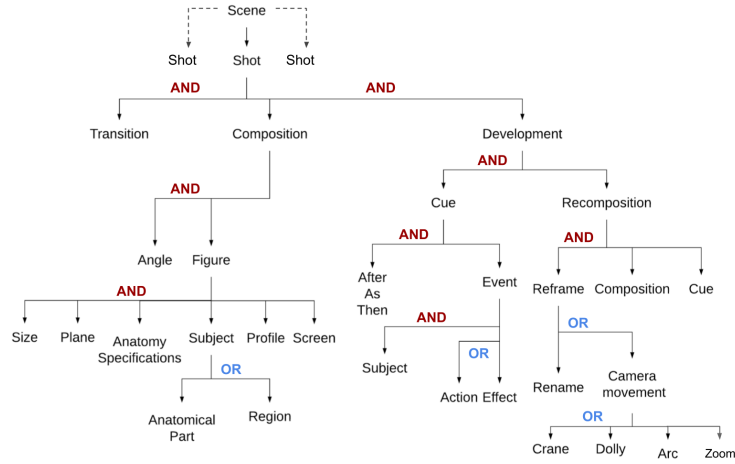 Scene
Shot Shot Shot
AND AND
Transition Composition Development
AND
AND
Cue Recomposition
AND AND
Angle Figure
After
As
Then
Event Reframe Composition Cue
AND
AND OR
Size Plane Anatomy
Specifications
Subject Profile Screen
OR OR
Subject
Camera
movement
Rename
Action Effect
Anatomical
Part
Region
OR
Crane Dolly Arc Zoom